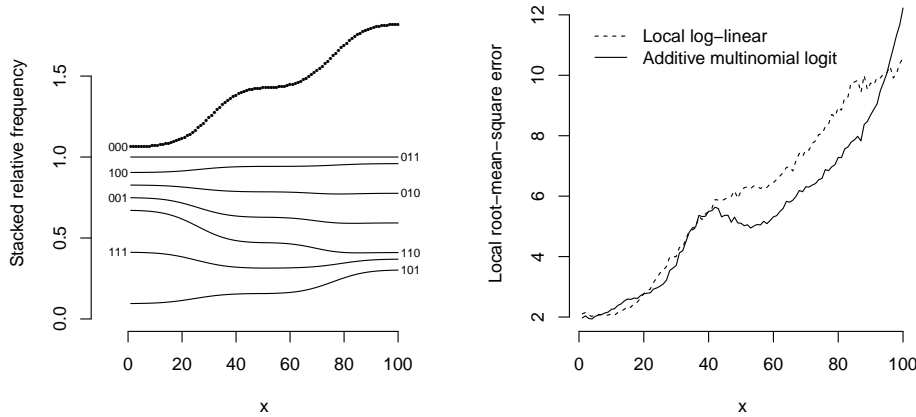 Stacked relative frequency
0.0
0.5
1.0
1.5
000
100
001
111
011
010
110
101
0 20 40 60 80 100
x
Local root−mean−square error
2
4
6
8
10
12
Local log−linear
Additive multinomial logit
0 20 40 60 80 100
x